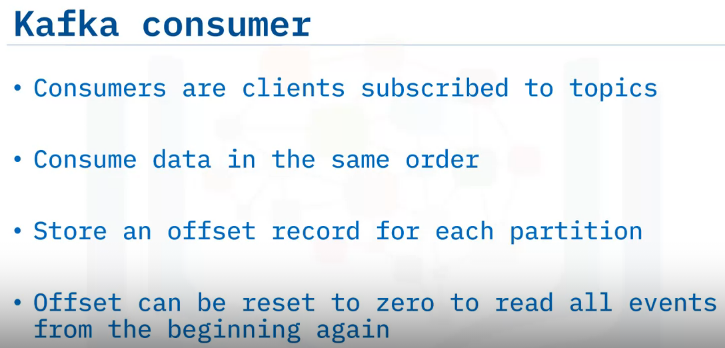 Kafka consumer
• Consumers are clients subscribed to topics
• Consume data in the same order
• Store an offset record for each partition
• Offset can be reset to zero to read all events
from the beginning again